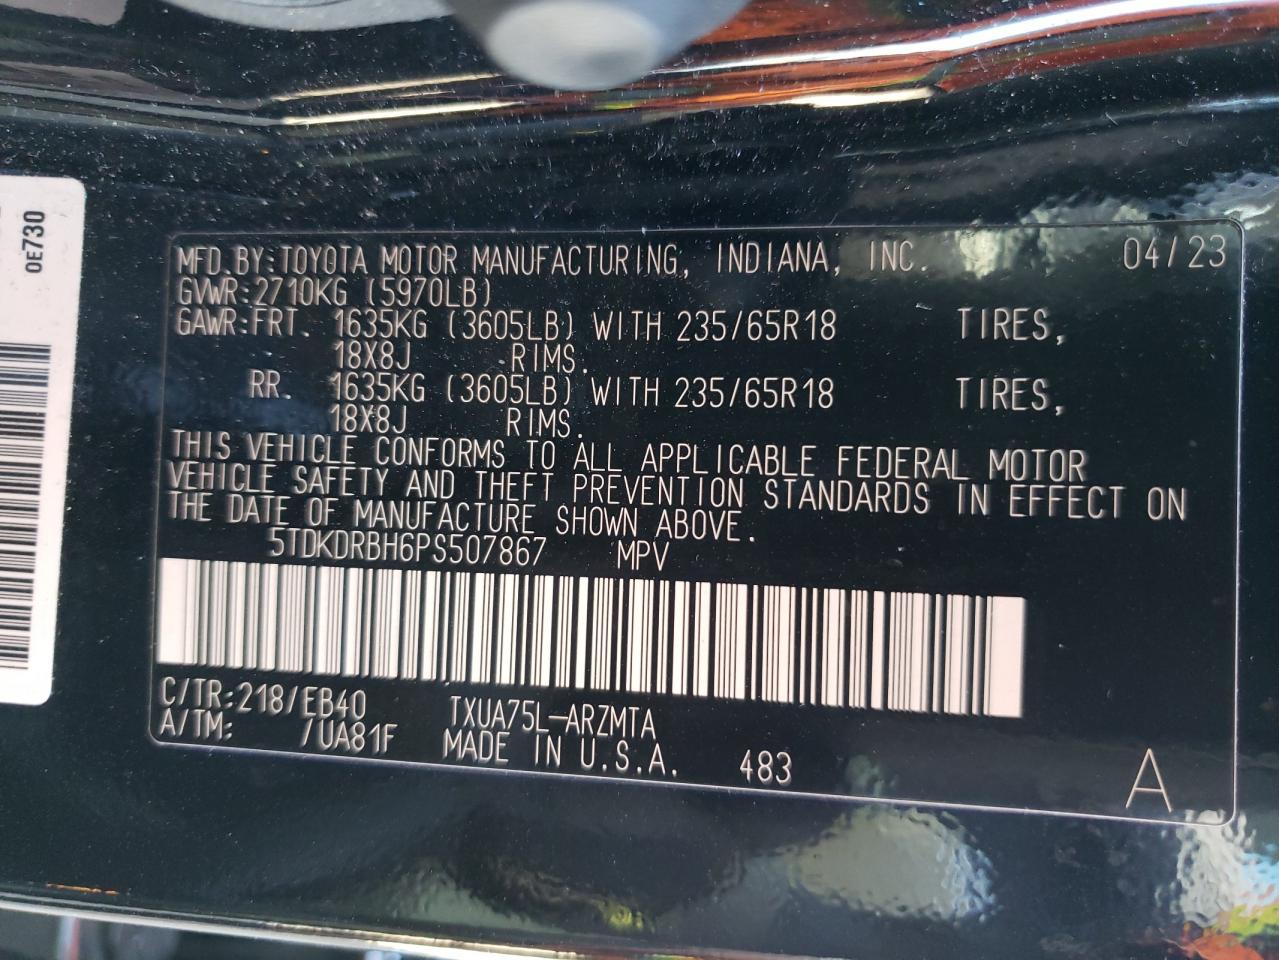 0E730
MFD.BY:TOYOTA MOTOR MANUFACTURING, INDIANA, INC. 04/23
GVWR:2710KG (5970LB)
GAWR:FRT. 1635KG (3605LB) WITH 235/65R18 TIRES,
18X8J RIMS.
RR. 1635KG (3605LB) WITH 235/65R18 TIRES,
18X8J RIMS.
THIS VEHICLE CONFORMS TO ALL APPLICABLE FEDERAL MOTOR
VEHICLE SAFETY AND THEFT PREVENTION STANDARDS IN EFFECT ON
THE DATE OF MANUFACTURE SHOWN ABOVE.
5TDKDRBH6PS507867 MPV
C/TR:218/EB40 TXUA75L-ARZMTA
A/TM: /UA81F MADE IN U.S.A. 483 A